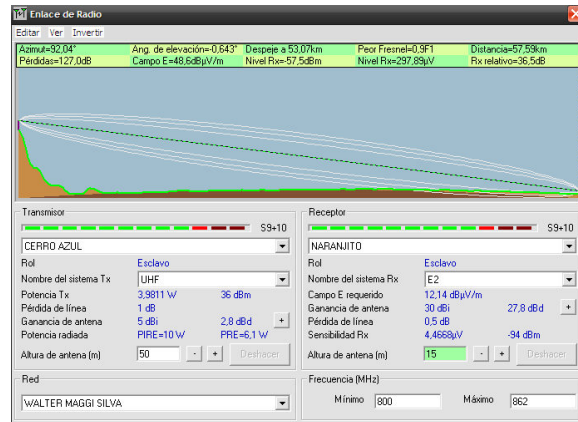 Enlace de Radio
Editar Ver Invertir
Azimut=92,04° Ang. de elevación=-0,643° Despeje a 53,07km Peor Fresnel=0,9F1 Distancia=57,59km
Pérdidas=127,0dB Campo E=48,6dBµV/m Nivel Rx=-57,5dBm Nivel Rx=297,89µV Rx relativo=36,5dB
Transmisor Receptor
S9+10 S9+10
CERRO AZUL NARANJITO
Rol Esclavo Rol Esclavo
Nombre del sistema Tx UHF Nombre del sistema Rx E2
Potencia Tx 3,9811 W 36 dBm Campo E requerido 12,14 dBµV/m
Pérdida de línea 1 dB Ganancia de antena 30 dBi 27,8 dBd +
Ganancia de antena 5 dBi 2,8 dBd + Pérdida de línea 0,5 dB
Potencia radiada PIRE=10 W PRE=6,1 W Sensibilidad Rx 4,4668µV -94 dBm
Altura de antena (m) 50 - + Deshacer Altura de antena (m) 15 - + Deshacer
Red Frecuencia (MHz)
WALTER MAGGI SILVA Mínimo 800 Máximo 862